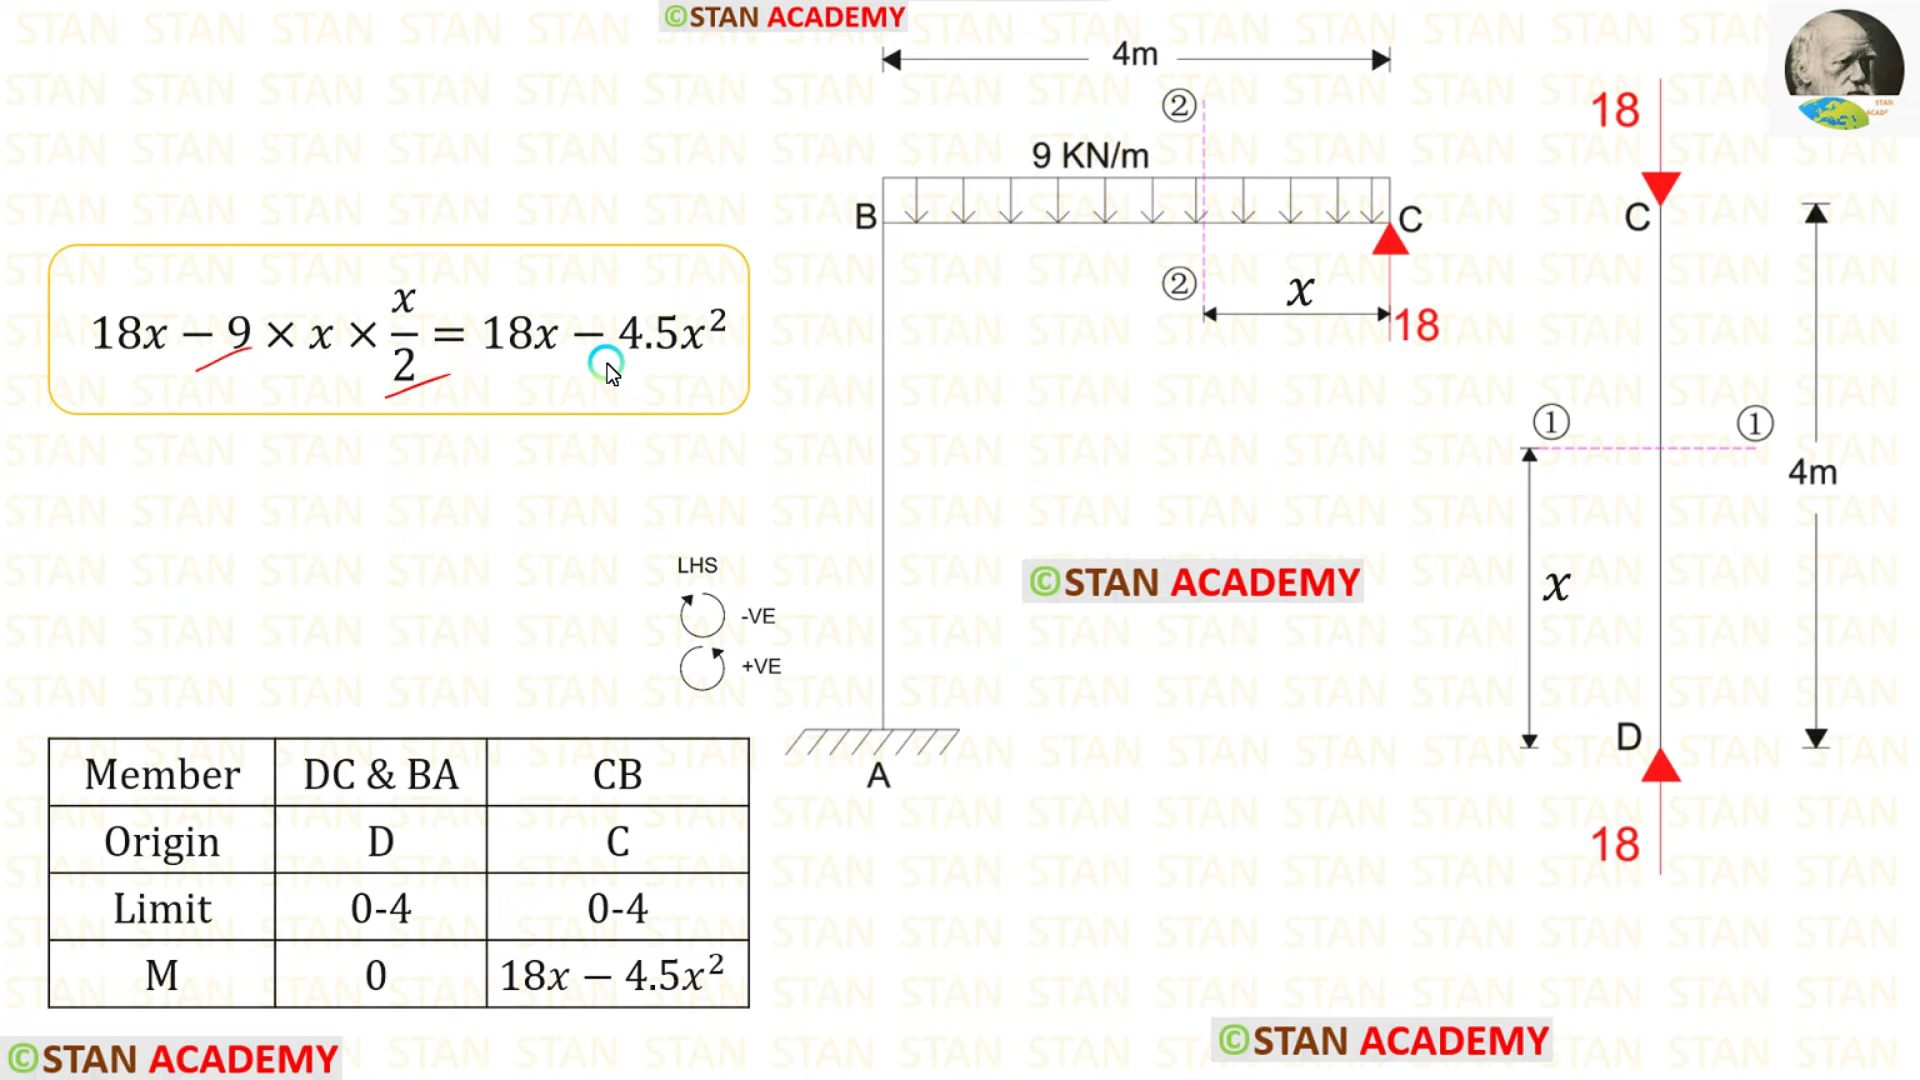 ©STAN ACADEMY
4m
②
9 KN/m
B
C
②
x
18
18x − 9 × x × x/2 = 18x − 4.5x²
18
C
①
①
4m
x
D
18
©STAN ACADEMY
LHS
-VE
+VE
A
Member DC & BA CB
Origin D C
Limit 0-4 0-4
M 0 18x − 4.5x²
©STAN ACADEMY
©STAN ACADEMY
STAN